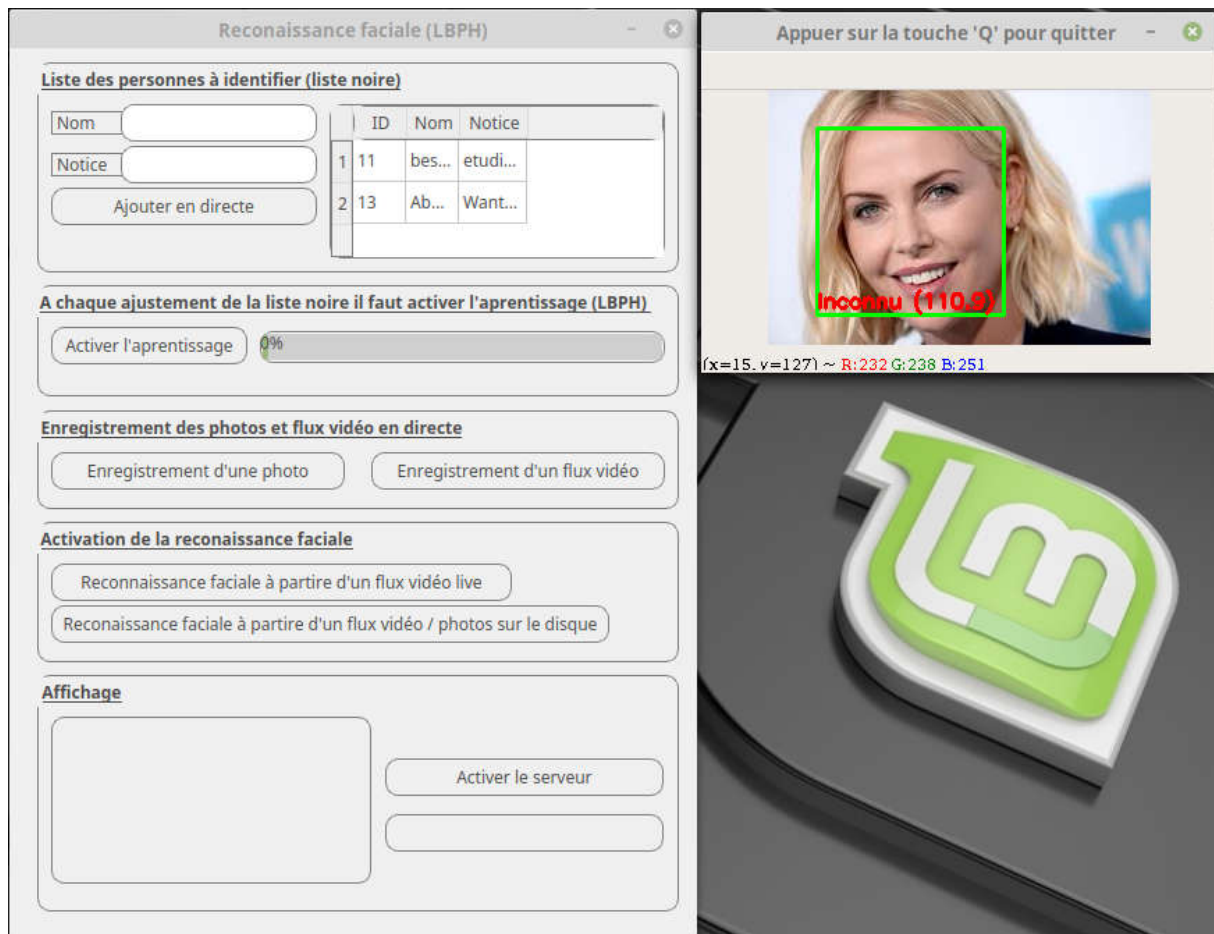 Reconaissance faciale (LBPH)
Liste des personnes à identifier (liste noire)
Nom
Notice
Ajouter en directe
ID Nom Notice
1 11 bes... etudi...
2 13 Ab... Want...
A chaque ajustement de la liste noire il faut activer l'aprentissage (LBPH)
Activer l'aprentissage
0%
Enregistrement des photos et flux vidéo en directe
Enregistrement d'une photo
Enregistrement d'un flux vidéo
Activation de la reconaissance faciale
Reconnaissance faciale à partire d'un flux vidéo live
Reconaissance faciale à partire d'un flux vidéo / photos sur le disque
Affichage
Activer le serveur
Appuer sur la touche 'Q' pour quitter
Inconnu (110.9)
(x=15, y=127) ~ R:232 G:238 B:251
lm